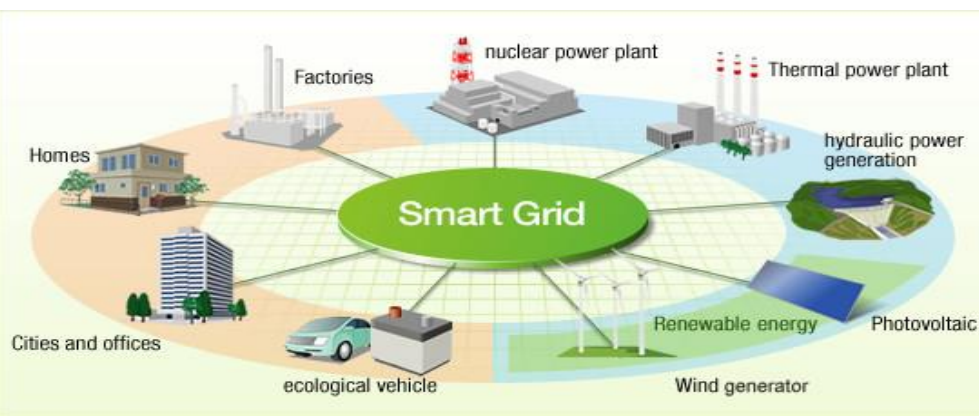 nuclear power plant
Factories
Thermal power plant
Homes
hydraulic power
generation
Smart Grid
Cities and offices
Renewable energy
Photovoltaic
ecological vehicle
Wind generator